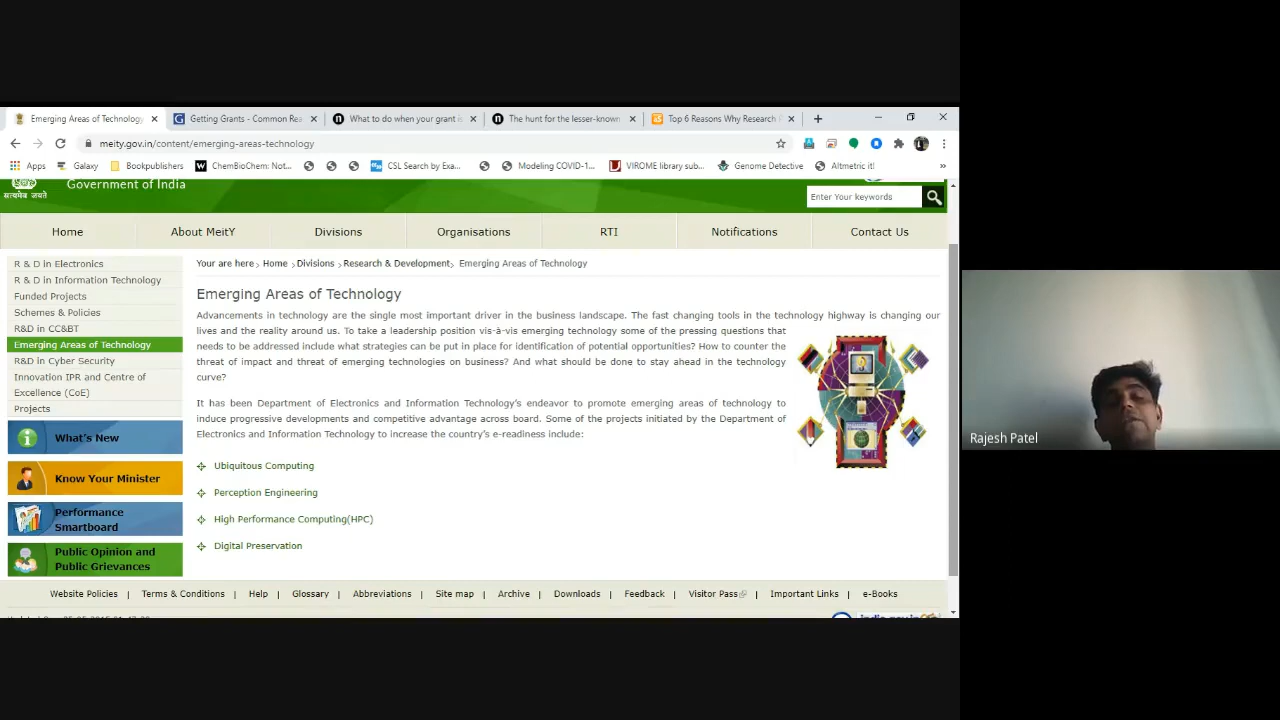 Emerging Areas of Technology
Getting Grants - Common Rea
What to do when your grant is
The hunt for the lesser-known
Top 6 Reasons Why Research P
meity.gov.in/content/emerging-areas-technology
Apps
Galaxy
Bookpublishers
ChemBioChem: Not...
CSL Search by Exa...
Modeling COVID-1...
VIROME library sub...
Genome Detective
Altmetric it!
»
सत्यमेव जयते
Government of India
Enter Your keywords
Home
About MeitY
Divisions
Organisations
RTI
Notifications
Contact Us
R & D in Electronics
R & D in Information Technology
Funded Projects
Schemes & Policies
R&D in CC&BT
Emerging Areas of Technology
R&D in Cyber Security
Innovation IPR and Centre of
Excellence (CoE)
Projects
What's New
Know Your Minister
Performance
Smartboard
Public Opinion and
Public Grievances
Your are here > Home > Divisions > Research & Development > Emerging Areas of Technology
Emerging Areas of Technology
Advancements in technology are the single most important driver in the business landscape. The fast changing tools in the technology highway is changing our
lives and the reality around us. To take a leadership position vis-à-vis emerging technology some of the pressing questions that
needs to be addressed include what strategies can be put in place for identification of potential opportunities? How to counter the
threat of impact and threat of emerging technologies on business? And what should be done to stay ahead in the technology
curve?
It has been Department of Electronics and Information Technology's endeavor to promote emerging areas of technology to
induce progressive developments and competitive advantage across board. Some of the projects initiated by the Department of
Electronics and Information Technology to increase the country's e-readiness include:
Ubiquitous Computing
Perception Engineering
High Performance Computing(HPC)
Digital Preservation
Website Policies | Terms & Conditions | Help | Glossary | Abbreviations | Site map | Archive | Downloads | Feedback | Visitor Pass | Important Links | e-Books
Rajesh Patel